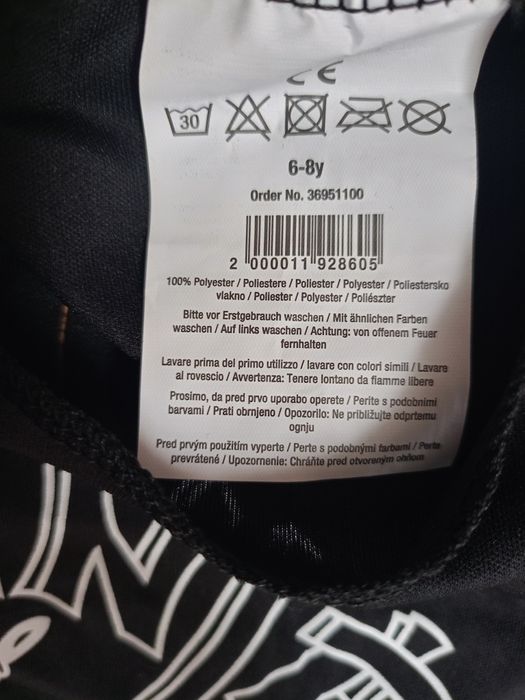 CE
30
6-8y
Order No. 36951100
2 000011 928605
100% Polyester / Poliestere / Poliester / Polyester / Poliestersko
vlakno / Poliester / Polyester / Poliészter
Bitte vor Erstgebrauch waschen / Mit ähnlichen Farben
waschen / Auf links waschen / Achtung: von offenem Feuer
fernhalten
Lavare prima del primo utilizzo / lavare con colori simili / Lavare
al rovescio / Avvertenza: Tenere lontano da fiamme libere
Prosimo, da pred prvo uporabo operete / Perite s podobnimi
barvami / Prati obrnjeno / Opozorilo: Ne približujte odprtemu
ognju
Pred prvým použitím vyperte / Perte s podobnými farbami / Perte
prevrátené / Upozornenie: Chráňte pred otvoreným ohňom